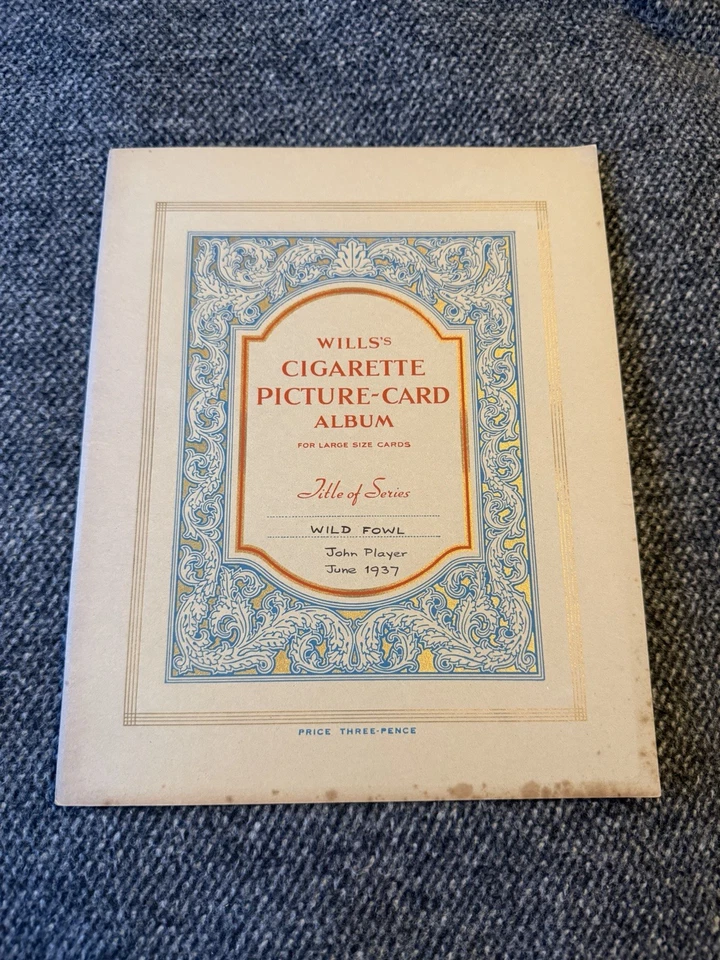 WILLS'S
CIGARETTE
PICTURE-CARD
ALBUM
FOR LARGE SIZE CARDS
Title of Series
WILD FOWL
John Player
June 1937
PRICE THREE-PENCE